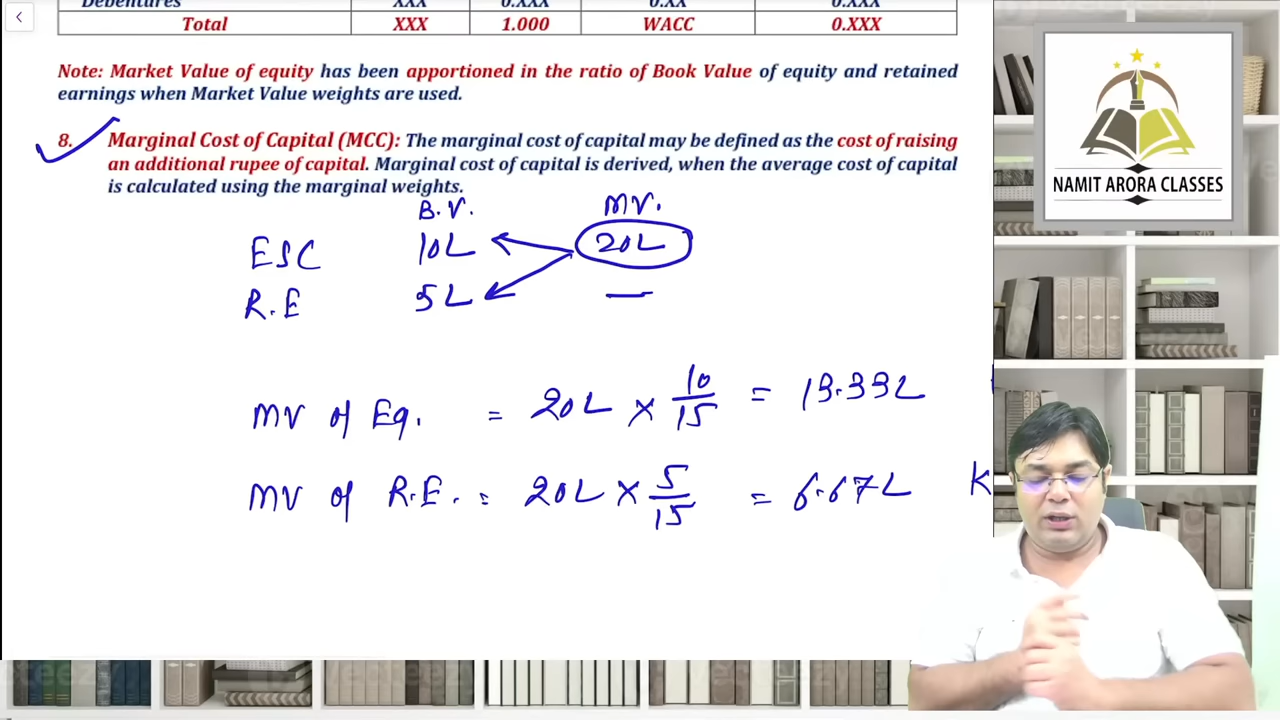 Debentures XXX 0.XXX 0.XX 0.XXX
Total XXX 1.000 WACC 0.XXX
Note: Market Value of equity has been apportioned in the ratio of Book Value of equity and retained
earnings when Market Value weights are used.
8. Marginal Cost of Capital (MCC): The marginal cost of capital may be defined as the cost of raising
an additional rupee of capital. Marginal cost of capital is derived, when the average cost of capital
is calculated using the marginal weights.
B.V. MV.
ESC 10L 20L
R.E 5L —
MV of Eq. = 20L × 10/15 = 13.33L
MV of R.E. = 20L × 5/15 = 6.67L K
NAMIT ARORA CLASSES